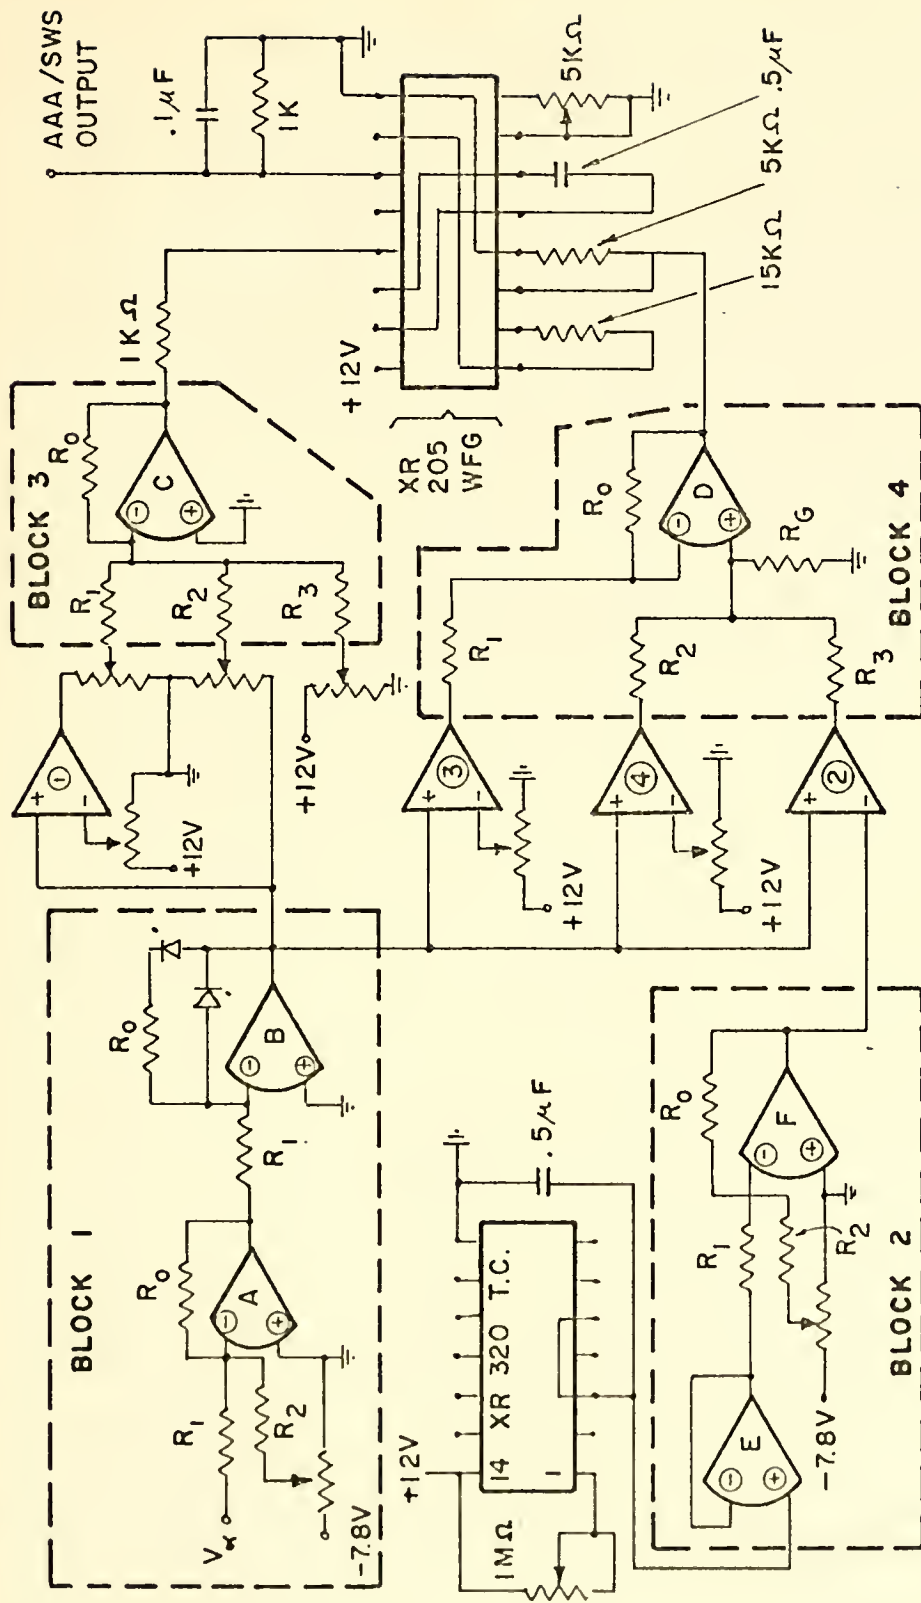 BLOCK 1
Vα
R1
R2
-7.8V
R0
A
−
+
R1
R0
B
−
+
+
−
1
+12V
BLOCK 3
R1
R2
R3
R0
C
−
+
+12V
1KΩ
AAA/SWS
OUTPUT
.1μF
1K
+12V
XR
205
WFG
5KΩ
.5μF
5KΩ
15KΩ
+12V
1MΩ
14 XR 320 T.C.
1
.5μF
+
−
3
+12V
+
−
4
+12V
+
−
2
BLOCK 4
R1
R2
R3
R0
D
−
+
RG
BLOCK 2
E
−
+
R1
R2
-7.8V
R0
F
−
+